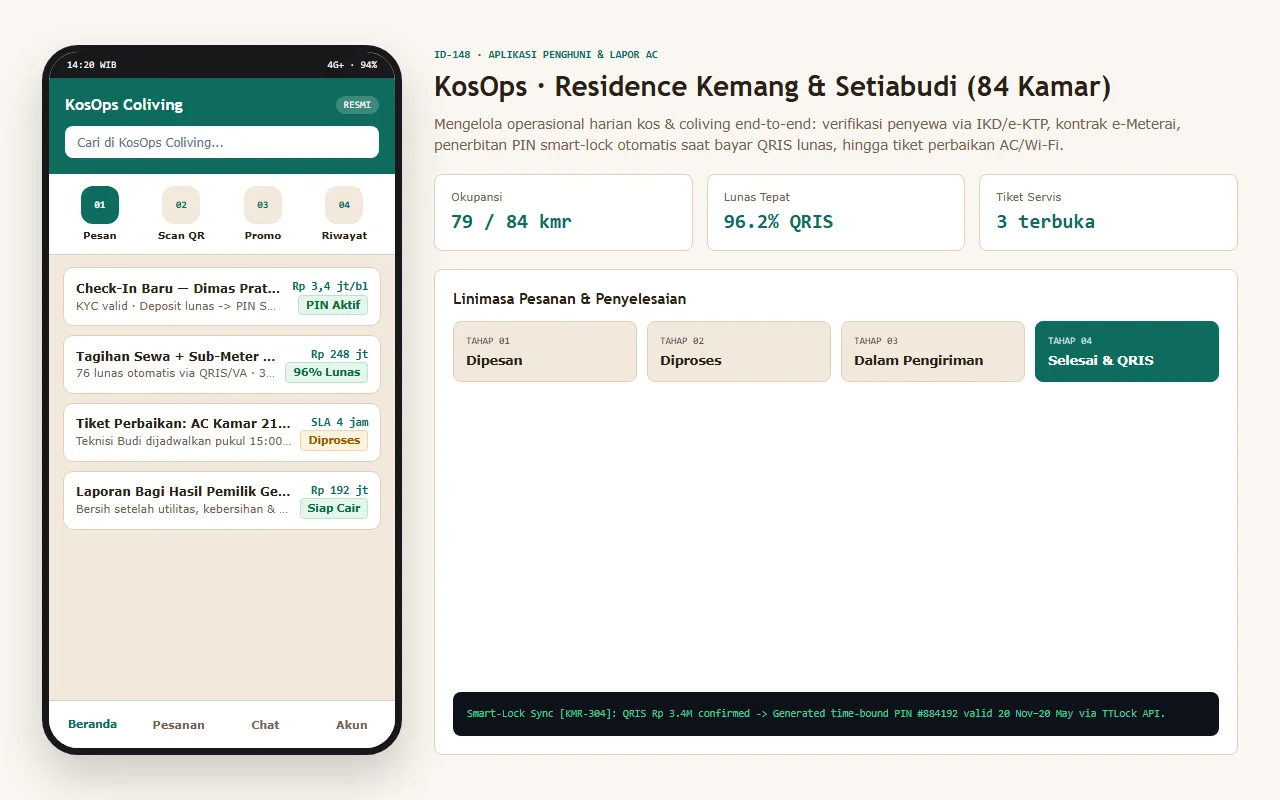 14:20 WIB
4G+ · 94%
KosOps Coliving
RESMI
Cari di KosOps Coliving...
01
Pesan
02
Scan QR
03
Promo
04
Riwayat
Check-In Baru — Dimas Prat...
Rp 3,4 jt/bl
KYC valid · Deposit lunas -> PIN S...
PIN Aktif
Tagihan Sewa + Sub-Meter ...
Rp 248 jt
76 lunas otomatis via QRIS/VA · 3...
96% Lunas
Tiket Perbaikan: AC Kamar 21...
SLA 4 jam
Teknisi Budi dijadwalkan pukul 15:00...
Diproses
Laporan Bagi Hasil Pemilik Ge...
Rp 192 jt
Bersih setelah utilitas, kebersihan & ...
Siap Cair
Beranda
Pesanan
Chat
Akun
ID-148 · APLIKASI PENGHUNI & LAPOR AC
KosOps · Residence Kemang & Setiabudi (84 Kamar)
Mengelola operasional harian kos & coliving end-to-end: verifikasi penyewa via IKD/e-KTP, kontrak e-Meterai,
penerbitan PIN smart-lock otomatis saat bayar QRIS lunas, hingga tiket perbaikan AC/Wi-Fi.
Okupansi
79 / 84 kmr
Lunas Tepat
96.2% QRIS
Tiket Servis
3 terbuka
Linimasa Pesanan & Penyelesaian
TAHAP 01
Dipesan
TAHAP 02
Diproses
TAHAP 03
Dalam Pengiriman
TAHAP 04
Selesai & QRIS
Smart-Lock Sync [KMR-304]: QRIS Rp 3.4M confirmed -> Generated time-bound PIN #884192 valid 20 Nov–20 May via TTLock API.